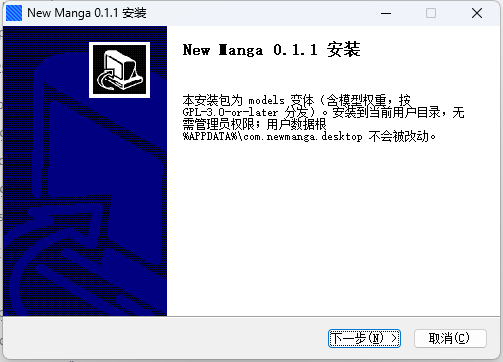 New Manga 0.1.1 安装
New Manga 0.1.1 安装
本安装包为 models 变体（含模型权重，按
GPL-3.0-or-later 分发）。安装到当前用户目录，无
需管理员权限；用户数据根
%APPDATA%\com.newmanga.desktop 不会被改动。
下一步(N) >
取消(C)